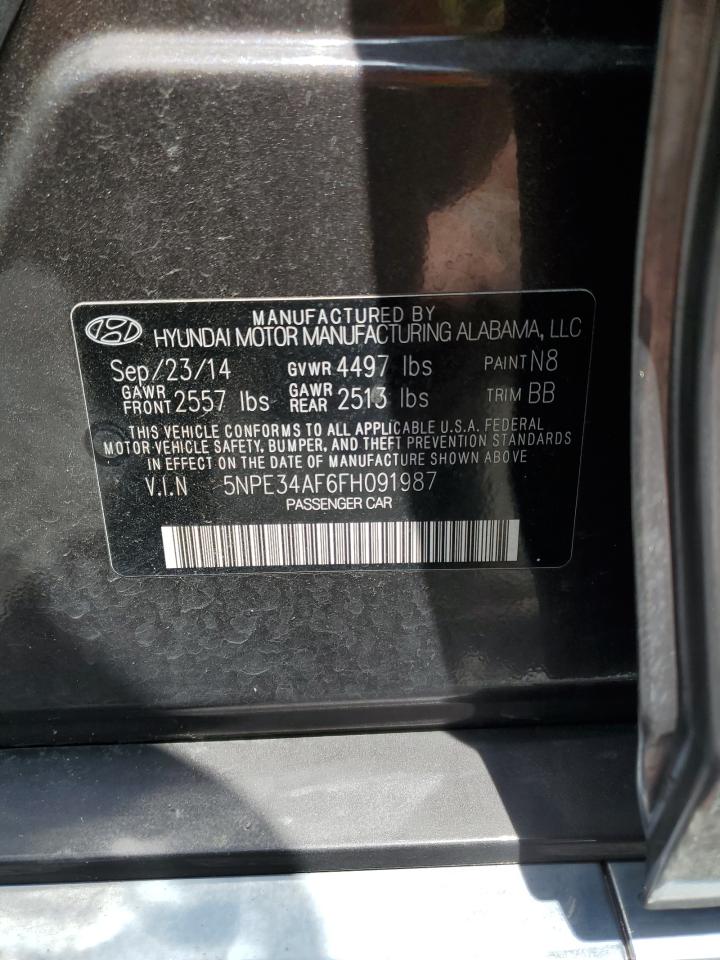 MANUFACTURED BY
HYUNDAI MOTOR MANUFACTURING ALABAMA, LLC
Sep/23/14 GVWR 4497 lbs PAINT N8
GAWR FRONT 2557 lbs GAWR REAR 2513 lbs TRIM BB
THIS VEHICLE CONFORMS TO ALL APPLICABLE U.S.A. FEDERAL
MOTOR VEHICLE SAFETY, BUMPER, AND THEFT PREVENTION STANDARDS
IN EFFECT ON THE DATE OF MANUFACTURE SHOWN ABOVE.
V.I.N 5NPE34AF6FH091987
PASSENGER CAR